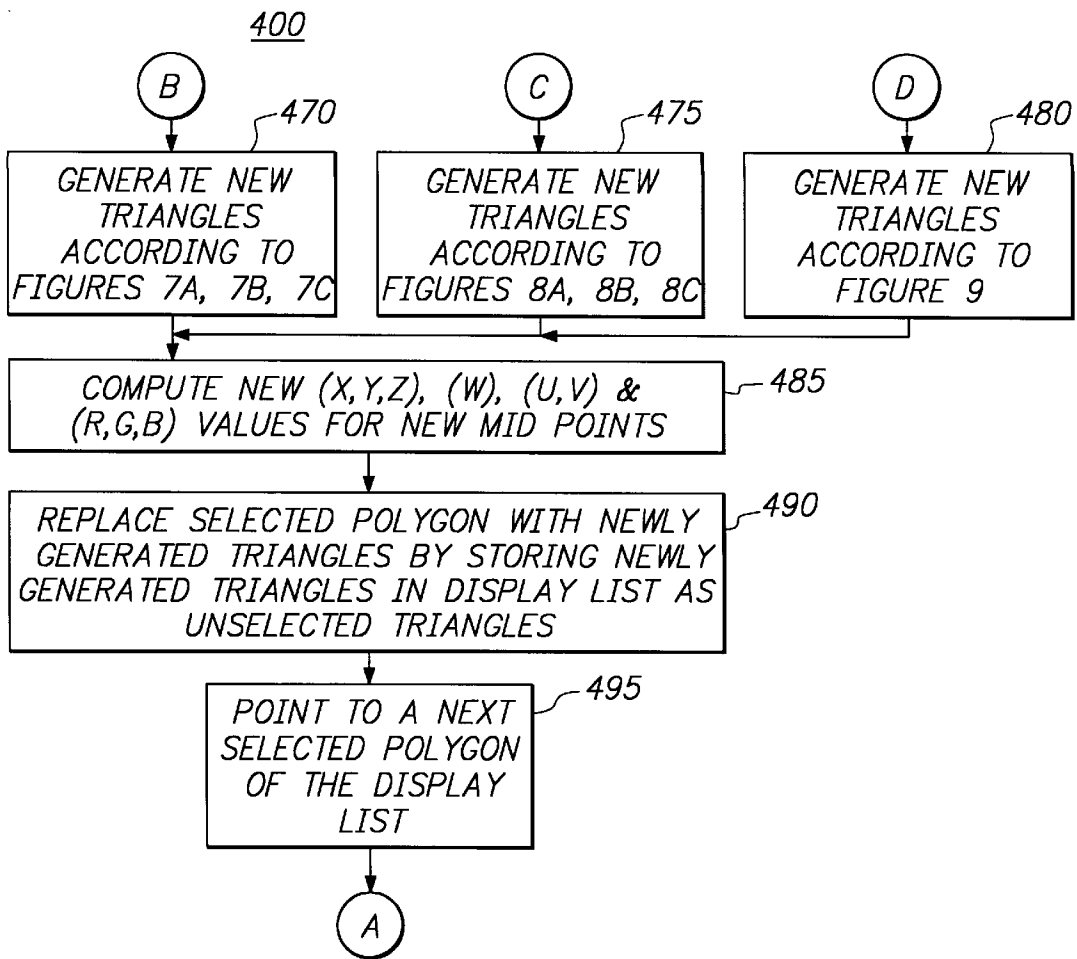 400
B
C
D
470
475
480
GENERATE NEW
TRIANGLES
ACCORDING TO
FIGURES 7A, 7B, 7C
GENERATE NEW
TRIANGLES
ACCORDING TO
FIGURES 8A, 8B, 8C
GENERATE NEW
TRIANGLES
ACCORDING TO
FIGURE 9
COMPUTE NEW (X,Y,Z), (W), (U,V) &
(R,G,B) VALUES FOR NEW MID POINTS
485
REPLACE SELECTED POLYGON WITH NEWLY
GENERATED TRIANGLES BY STORING NEWLY
GENERATED TRIANGLES IN DISPLAY LIST AS
UNSELECTED TRIANGLES
490
POINT TO A NEXT
SELECTED POLYGON
OF THE DISPLAY
LIST
495
A